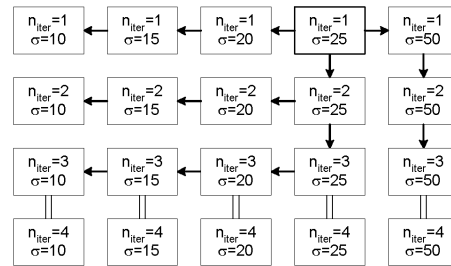 n_iter=1 n_iter=1 n_iter=1 n_iter=1 n_iter=1
σ=10 σ=15 σ=20 σ=25 σ=50
n_iter=2 n_iter=2 n_iter=2 n_iter=2 n_iter=2
σ=10 σ=15 σ=20 σ=25 σ=50
n_iter=3 n_iter=3 n_iter=3 n_iter=3 n_iter=3
σ=10 σ=15 σ=20 σ=25 σ=50
n_iter=4 n_iter=4 n_iter=4 n_iter=4 n_iter=4
σ=10 σ=15 σ=20 σ=25 σ=50